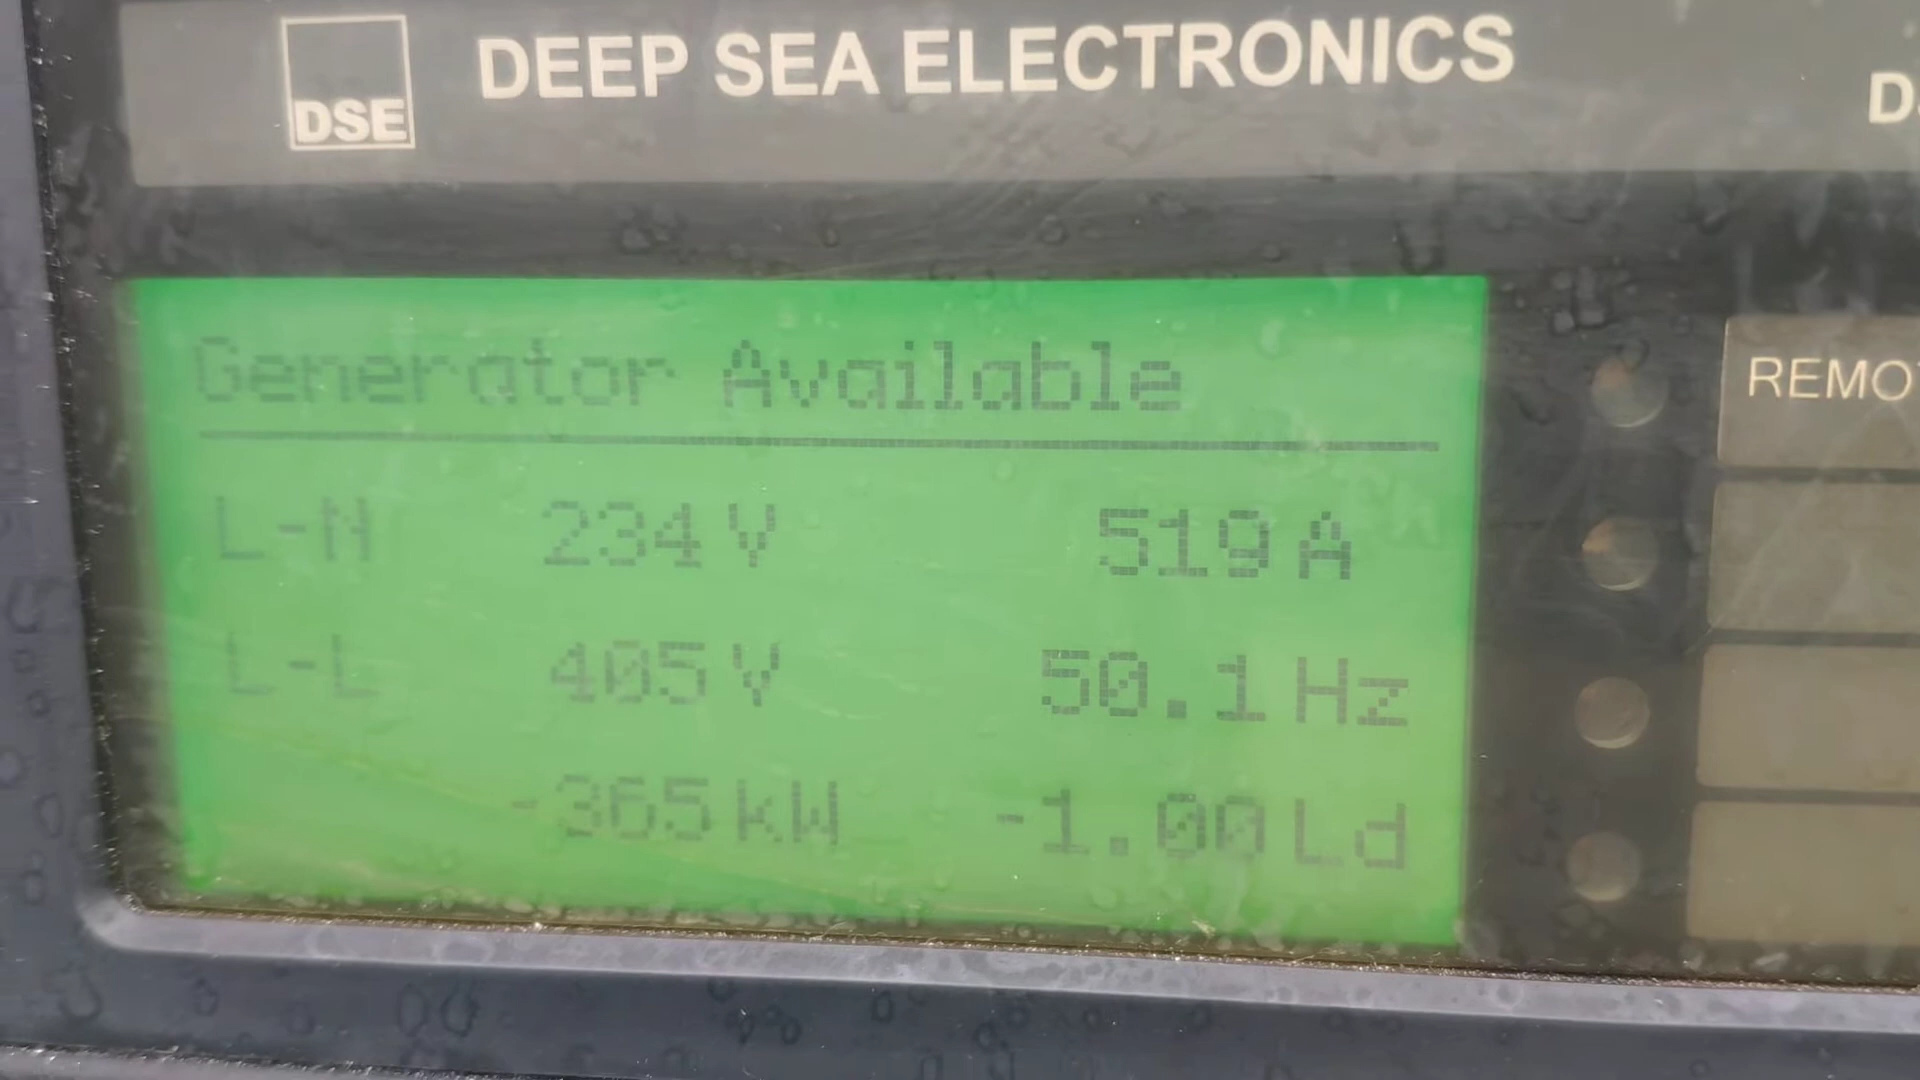 DSE DEEP SEA ELECTRONICS
Generator Available
L-N 234 V 519 A
L-L 405 V 50.1 Hz
-365 kW -1.00 Ld